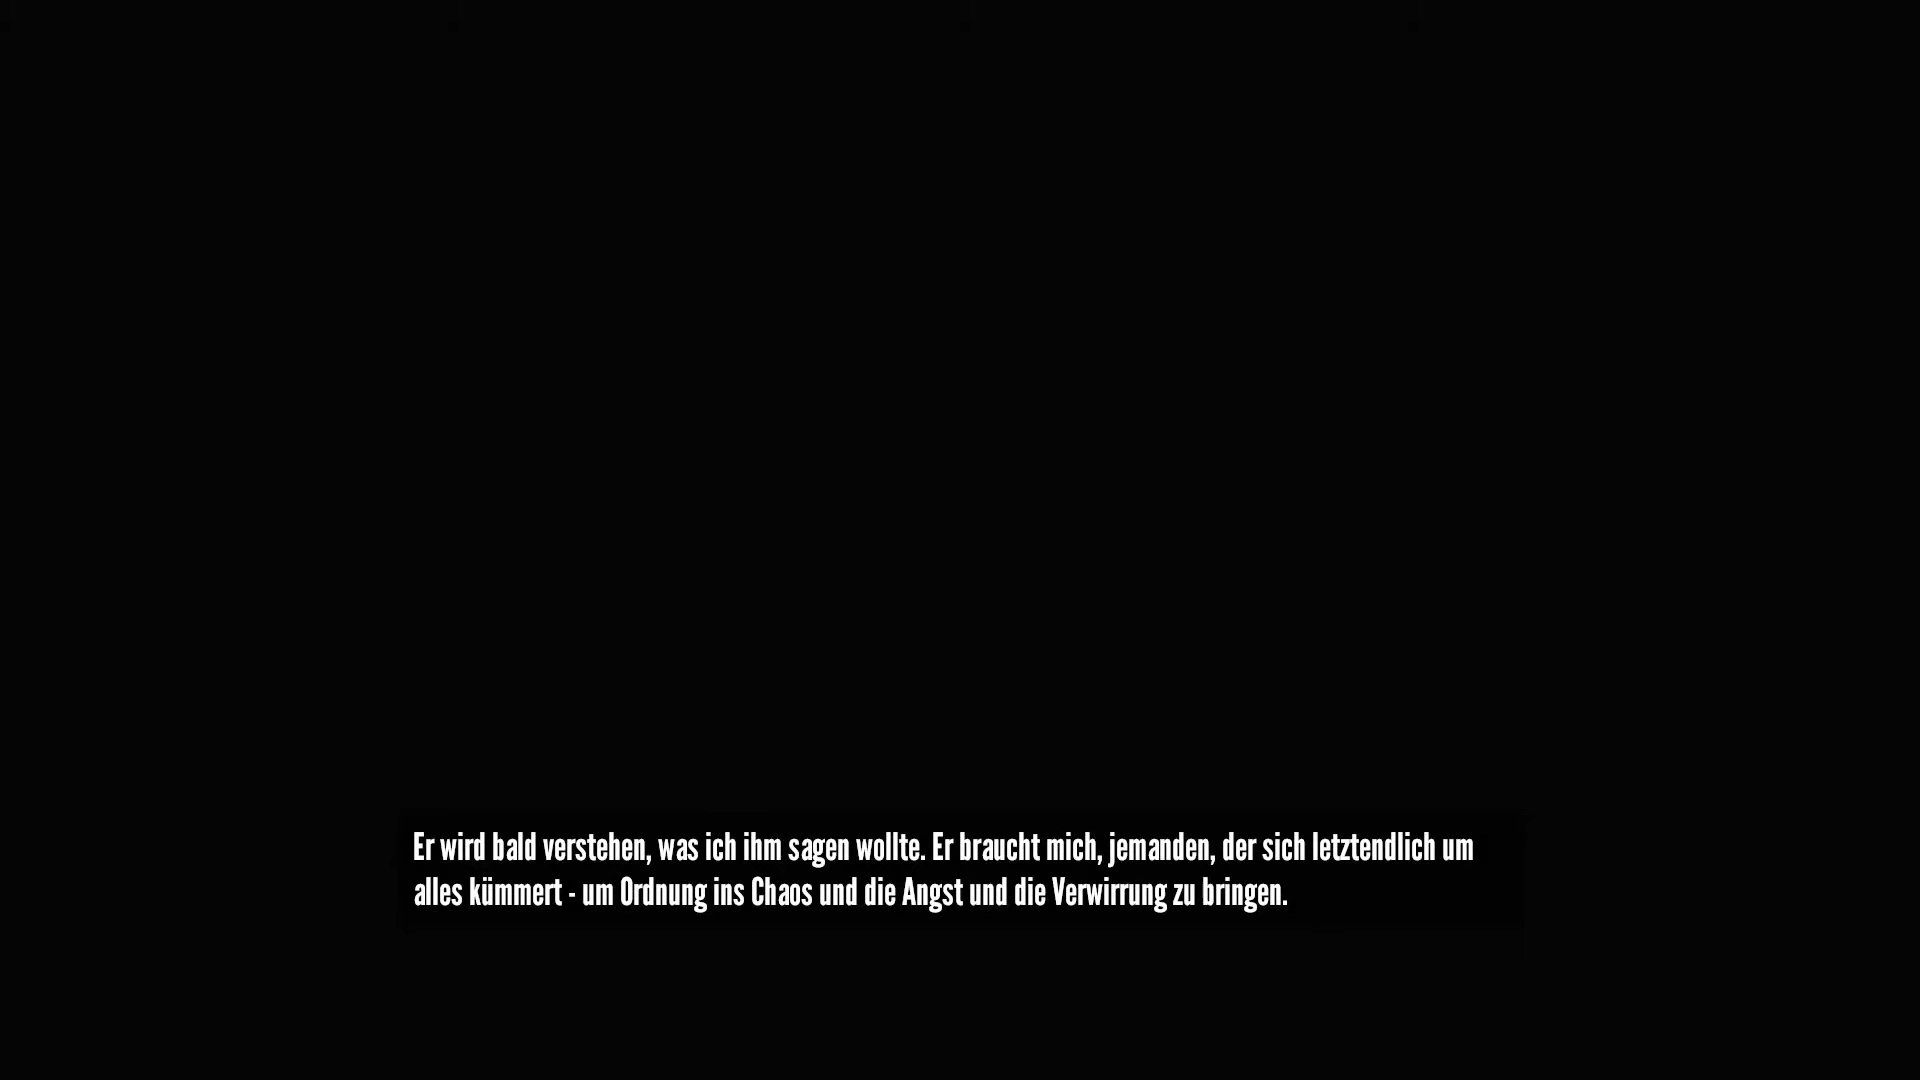 Er wird bald verstehen, was ich ihm sagen wollte. Er braucht mich, jemanden, der sich letztendlich um
alles kümmert - um Ordnung ins Chaos und die Angst und die Verwirrung zu bringen.